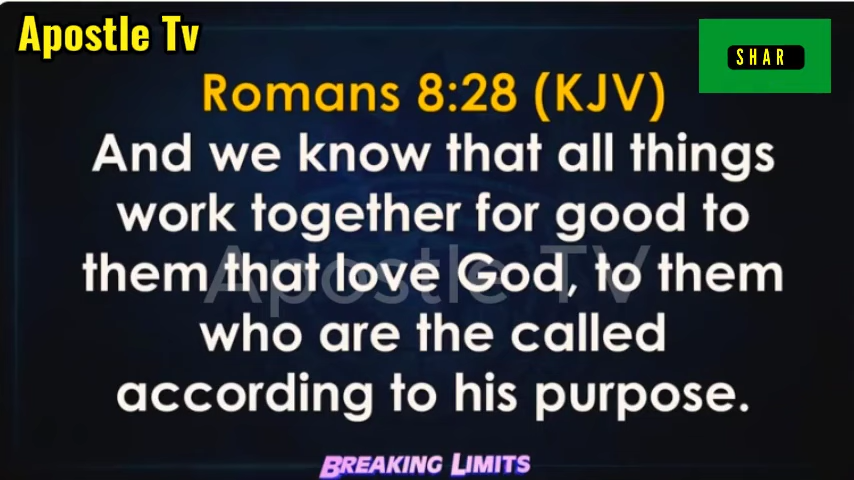 Apostle Tv
SHAR
Romans 8:28 (KJV)
And we know that all things
work together for good to
them that love God, to them
who are the called
according to his purpose.
Apostle TV
BREAKING LIMITS